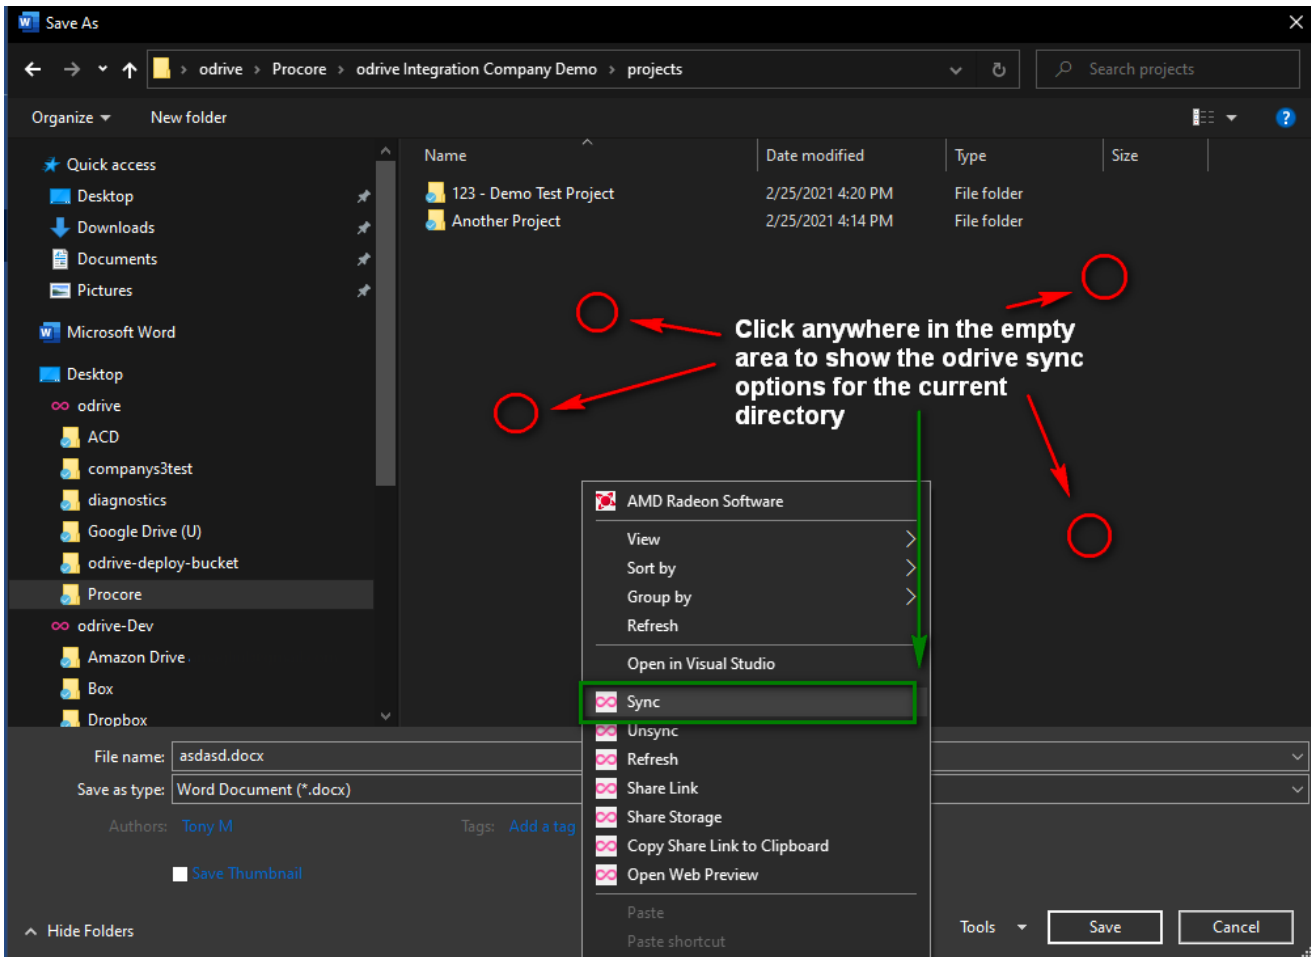 Save As
odrive › Procore › odrive Integration Company Demo › projects
Search projects
Organize
New folder
Quick access
Desktop
Downloads
Documents
Pictures
Microsoft Word
Desktop
odrive
ACD
companys3test
diagnostics
Google Drive (U)
odrive-deploy-bucket
Procore
odrive-Dev
Amazon Drive
Box
Dropbox
Name Date modified Type Size
123 - Demo Test Project 2/25/2021 4:20 PM File folder
Another Project 2/25/2021 4:14 PM File folder
Click anywhere in the empty
area to show the odrive sync
options for the current
directory
AMD Radeon Software
View
Sort by
Group by
Refresh
Open in Visual Studio
Sync
Unsync
Refresh
Share Link
Share Storage
Copy Share Link to Clipboard
Open Web Preview
Paste
Paste shortcut
File name: asdasd.docx
Save as type: Word Document (*.docx)
Authors: Tony M
Tags: Add a tag
Save Thumbnail
Hide Folders
Tools
Save
Cancel